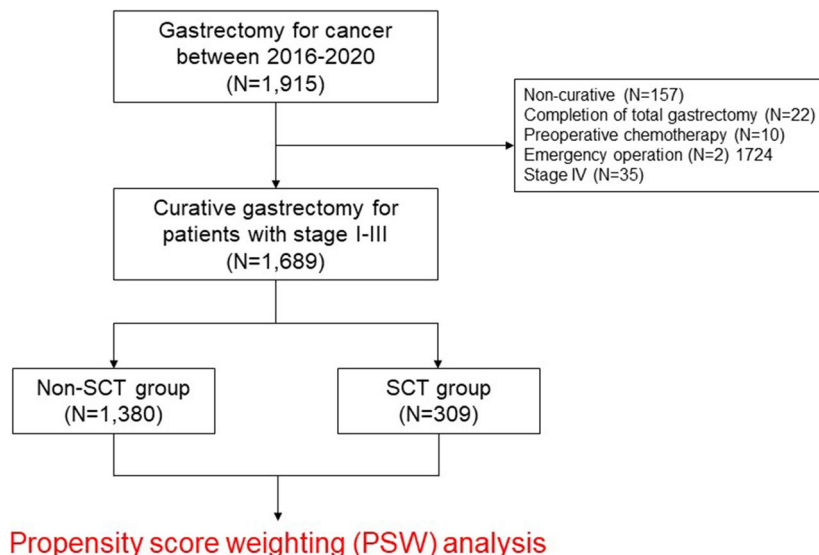 Gastrectomy for cancer
between 2016-2020
(N=1,915)
Non-curative (N=157)
Completion of total gastrectomy (N=22)
Preoperative chemotherapy (N=10)
Emergency operation (N=2) 1724
Stage IV (N=35)
Curative gastrectomy for
patients with stage I-III
(N=1,689)
Non-SCT group
(N=1,380)
SCT group
(N=309)
Propensity score weighting (PSW) analysis